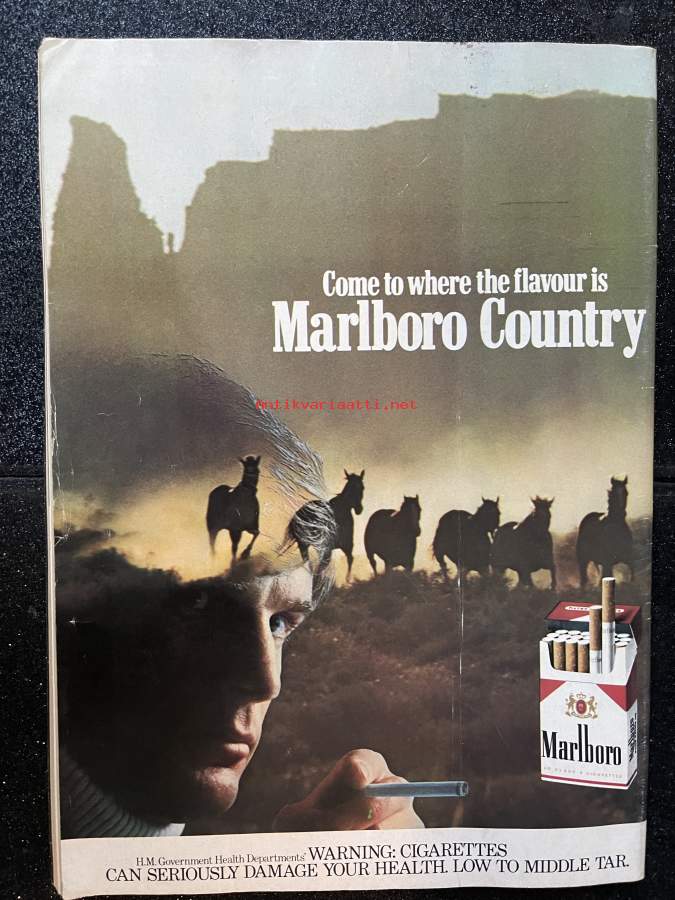 Come to where the flavour is
Marlboro Country
antikvariaatti.net
Marlboro
H.M. Government Health Departments' WARNING: CIGARETTES
CAN SERIOUSLY DAMAGE YOUR HEALTH. LOW TO MIDDLE TAR.